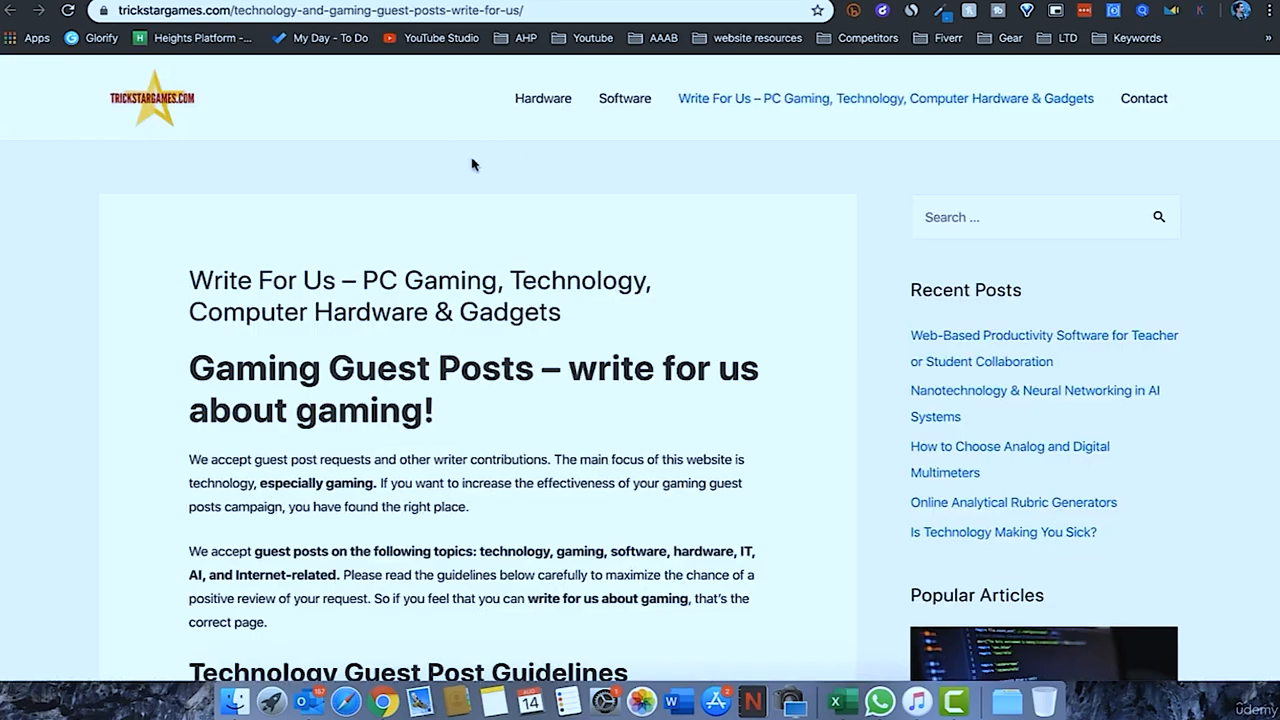 trickstargames.com/technology-and-gaming-guest-posts-write-for-us/
Apps Glorify Heights Platform -... My Day - To Do YouTube Studio AHP Youtube AAAB website resources Competitors Fiverr Gear LTD Keywords »
TRICKSTARGAMES.COM
Hardware Software Write For Us – PC Gaming, Technology, Computer Hardware & Gadgets Contact
Search ...
Write For Us – PC Gaming, Technology,
Computer Hardware & Gadgets
Gaming Guest Posts – write for us
about gaming!
We accept guest post requests and other writer contributions. The main focus of this website is
technology, especially gaming. If you want to increase the effectiveness of your gaming guest
posts campaign, you have found the right place.
We accept guest posts on the following topics: technology, gaming, software, hardware, IT,
AI, and Internet-related. Please read the guidelines below carefully to maximize the chance of a
positive review of your request. So if you feel that you can write for us about gaming, that's the
correct page.
Technology Guest Post Guidelines
Recent Posts
Web-Based Productivity Software for Teacher
or Student Collaboration
Nanotechnology & Neural Networking in AI
Systems
How to Choose Analog and Digital
Multimeters
Online Analytical Rubric Generators
Is Technology Making You Sick?
Popular Articles
AUG
14
udemy